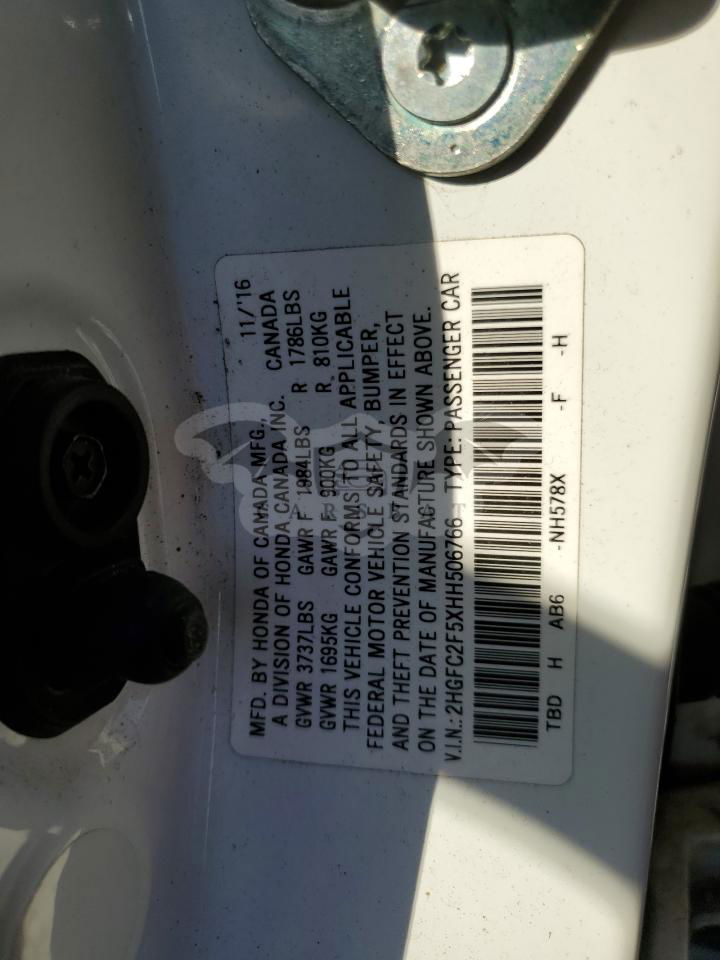 MFD. BY HONDA OF CANADA MFG., 11/'16
A DIVISION OF HONDA CANADA INC. CANADA
GVWR 3737LBS GAWR F 1984LBS R 1786LBS
GVWR 1695KG GAWR F 900KG R 810KG
THIS VEHICLE CONFORMS TO ALL APPLICABLE
FEDERAL MOTOR VEHICLE SAFETY, BUMPER,
AND THEFT PREVENTION STANDARDS IN EFFECT
ON THE DATE OF MANUFACTURE SHOWN ABOVE.
V.I.N.: 2HGFC2F5XHH506766 TYPE: PASSENGER CAR
TBD H AB6 -NH578X -F -H